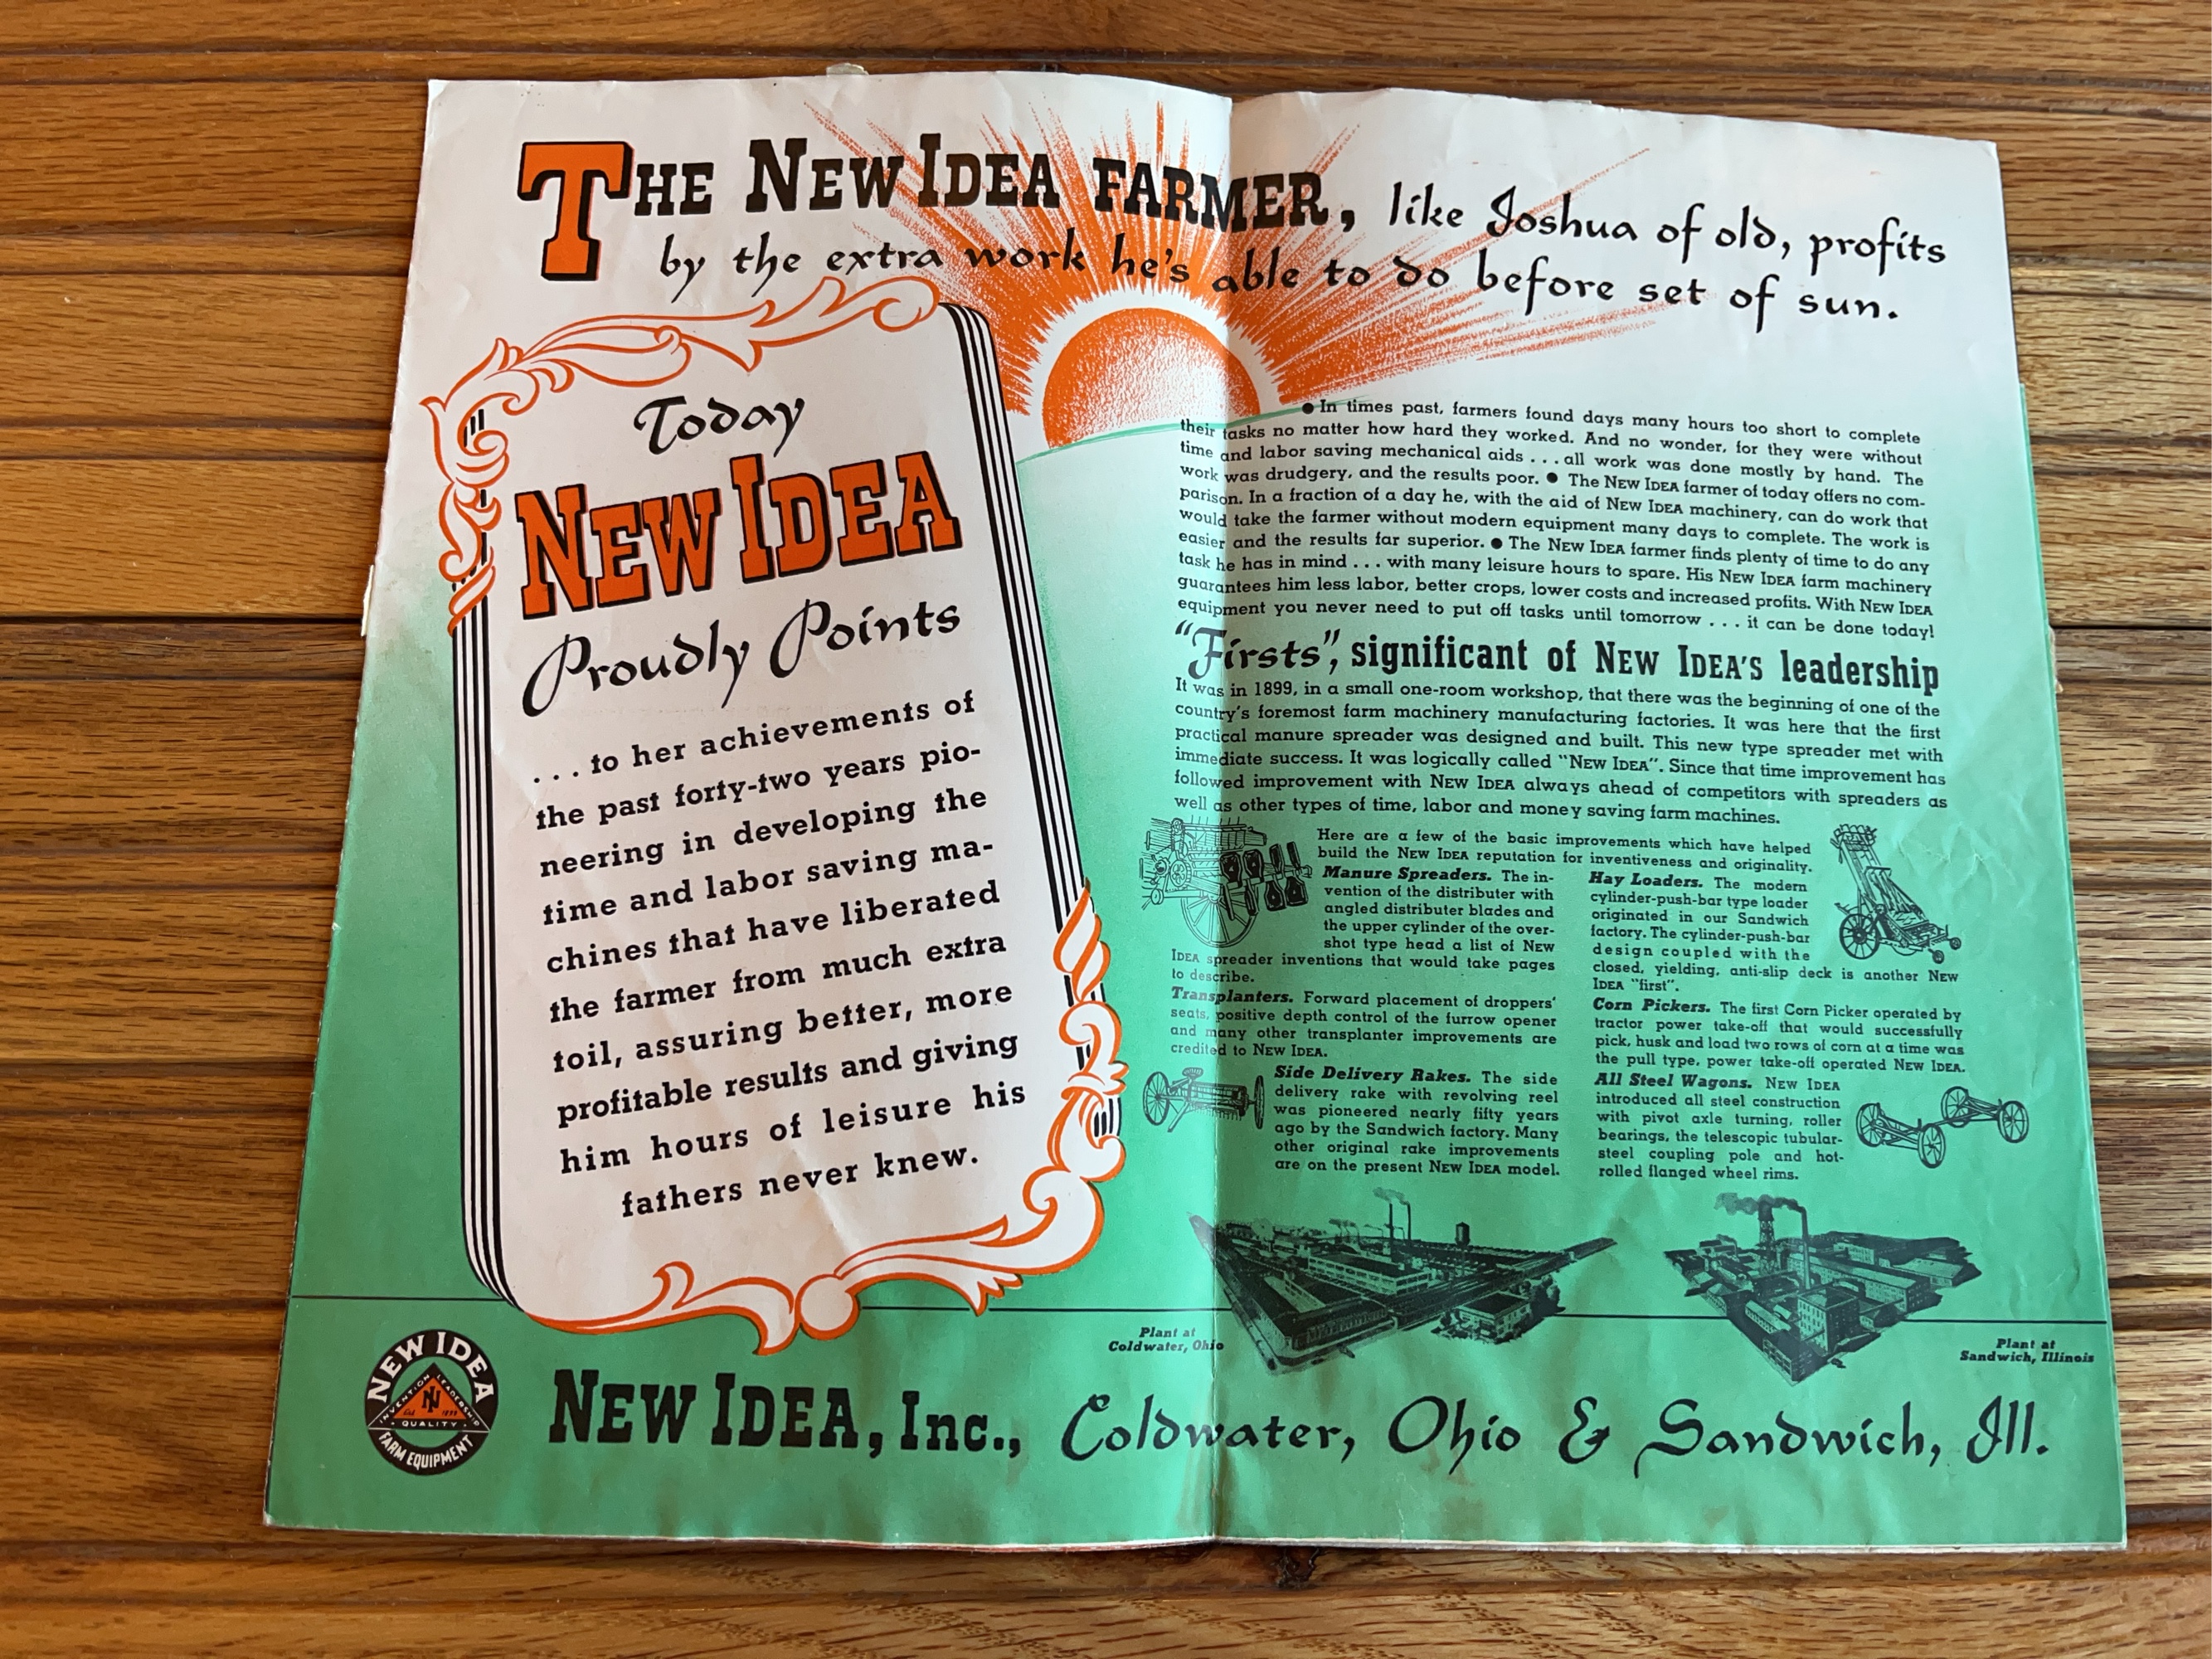 THE NEW IDEA FARMER, like Joshua of old, profits
by the extra work he's able to do before set of sun.
Today
NEW IDEA
Proudly Points
. . . to her achievements of
the past forty-two years pio-
neering in developing the
time and labor saving ma-
chines that have liberated
the farmer from much extra
toil, assuring better, more
profitable results and giving
him hours of leisure his
fathers never knew.
● In times past, farmers found days many hours too short to complete
their tasks no matter how hard they worked. And no wonder, for they were without
time and labor saving mechanical aids . . . all work was done mostly by hand. The
work was drudgery, and the results poor. ● The NEW IDEA farmer of today offers no com-
parison. In a fraction of a day he, with the aid of NEW IDEA machinery, can do work that
would take the farmer without modern equipment many days to complete. The work is
easier and the results far superior. ● The NEW IDEA farmer finds plenty of time to do any
task he has in mind . . . with many leisure hours to spare. His NEW IDEA farm machinery
guarantees him less labor, better crops, lower costs and increased profits. With NEW IDEA
equipment you never need to put off tasks until tomorrow . . . it can be done today!
"Firsts", significant of NEW IDEA'S leadership
It was in 1899, in a small one-room workshop, that there was the beginning of one of the
country's foremost farm machinery manufacturing factories. It was here that the first
practical manure spreader was designed and built. This new type spreader met with
immediate success. It was logically called "NEW IDEA". Since that time improvement has
followed improvement with NEW IDEA always ahead of competitors with spreaders as
well as other types of time, labor and money saving farm machines.
Here are a few of the basic improvements which have helped
build the NEW IDEA reputation for inventiveness and originality.
Manure Spreaders. The in-
vention of the distributer with
angled distributer blades and
the upper cylinder of the over-
shot type head a list of NEW
IDEA spreader inventions that would take pages
to describe.
Transplanters. Forward placement of droppers'
seats, positive depth control of the furrow opener
and many other transplanter improvements are
credited to NEW IDEA.
Side Delivery Rakes. The side
delivery rake with revolving reel
was pioneered nearly fifty years
ago by the Sandwich factory. Many
other original rake improvements
are on the present NEW IDEA model.
Hay Loaders. The modern
cylinder-push-bar type loader
originated in our Sandwich
factory. The cylinder-push-bar
design coupled with the
closed, yielding, anti-slip deck is another NEW
IDEA "first".
Corn Pickers. The first Corn Picker operated by
tractor power take-off that would successfully
pick, husk and load two rows of corn at a time was
the pull type, power take-off operated NEW IDEA.
All Steel Wagons. NEW IDEA
introduced all steel construction
with pivot axle turning, roller
bearings, the telescopic tubular-
steel coupling pole and hot-
rolled flanged wheel rims.
Plant at
Coldwater, Ohio
Plant at
Sandwich, Illinois
NEW IDEA
INVENTION LEADERSHIP
NI
Est 1899
QUALITY
FARM EQUIPMENT
NEW IDEA, Inc., Coldwater, Ohio & Sandwich, Ill.